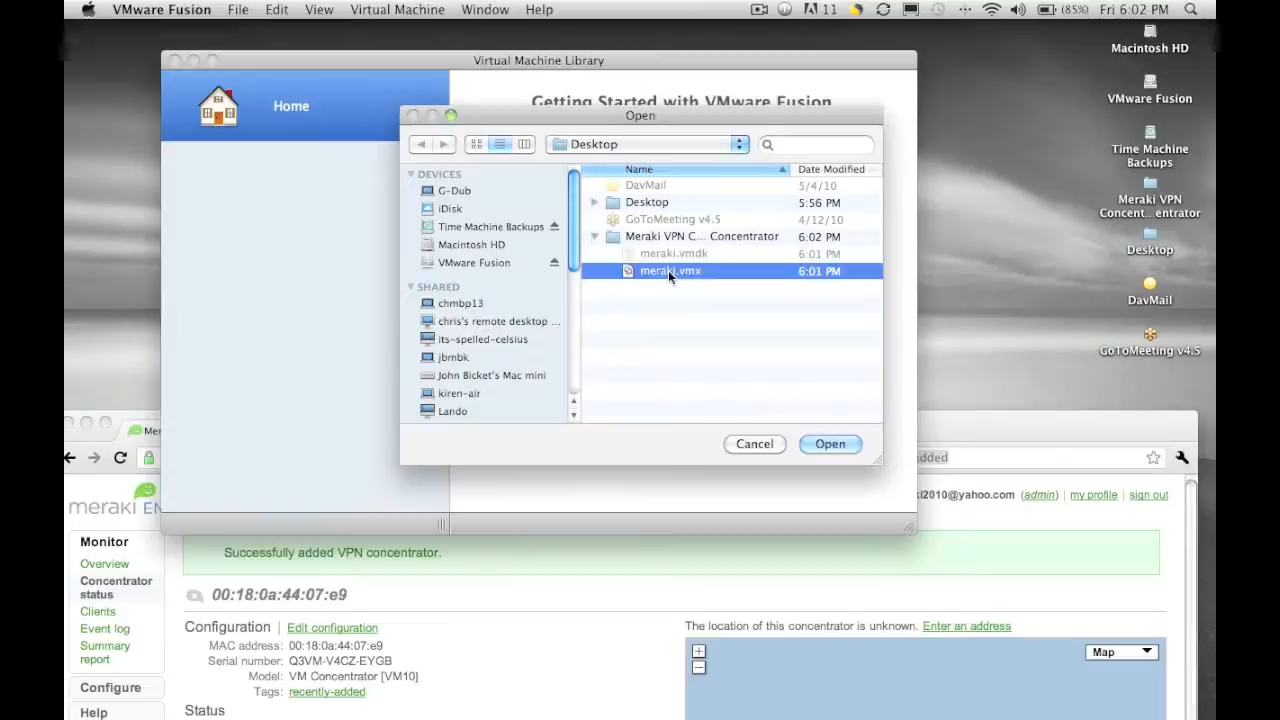 VMware Fusion File Edit View Virtual Machine Window Help 11 (85%) Fri 6:02 PM
Virtual Machine Library
Home
Getting Started with VMware Fusion
Open
Desktop
DEVICES
G-Dub
iDisk
Time Machine Backups
Macintosh HD
VMware Fusion
SHARED
chmbp13
chris's remote desktop ...
its-spelled-celsius
jbmbk
John Bicket's Mac mini
kiren-air
Lando
Name Date Modified
DavMail 5/4/10
Desktop 5:56 PM
GoToMeeting v4.5 4/12/10
Meraki VPN C... Concentrator 6:02 PM
meraki.vmdk 6:01 PM
meraki.vmx 6:01 PM
Cancel Open
Macintosh HD
VMware Fusion
Time Machine
Backups
Meraki VPN
Concent...entrator
Desktop
DavMail
GoToMeeting v4.5
Mer
added
meraki EN
ki2010@yahoo.com (admin) | my profile | sign out
Monitor
Overview
Concentrator
status
Clients
Event log
Summary
report
Configure
Help
Successfully added VPN concentrator.
00:18:0a:44:07:e9
Configuration | Edit configuration
MAC address: 00:18:0a:44:07:e9
Serial number: Q3VM-V4CZ-EYGB
Model: VM Concentrator [VM10]
Tags: recently-added
Status
The location of this concentrator is unknown. Enter an address
+
−
Map